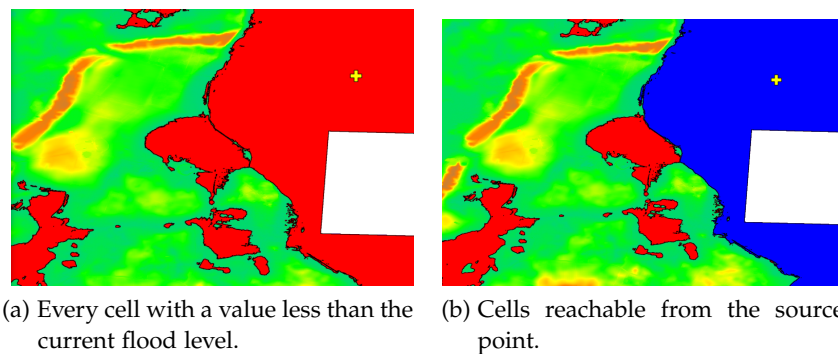 (a) Every cell with a value less than the
current flood level.
(b) Cells reachable from the source
point.